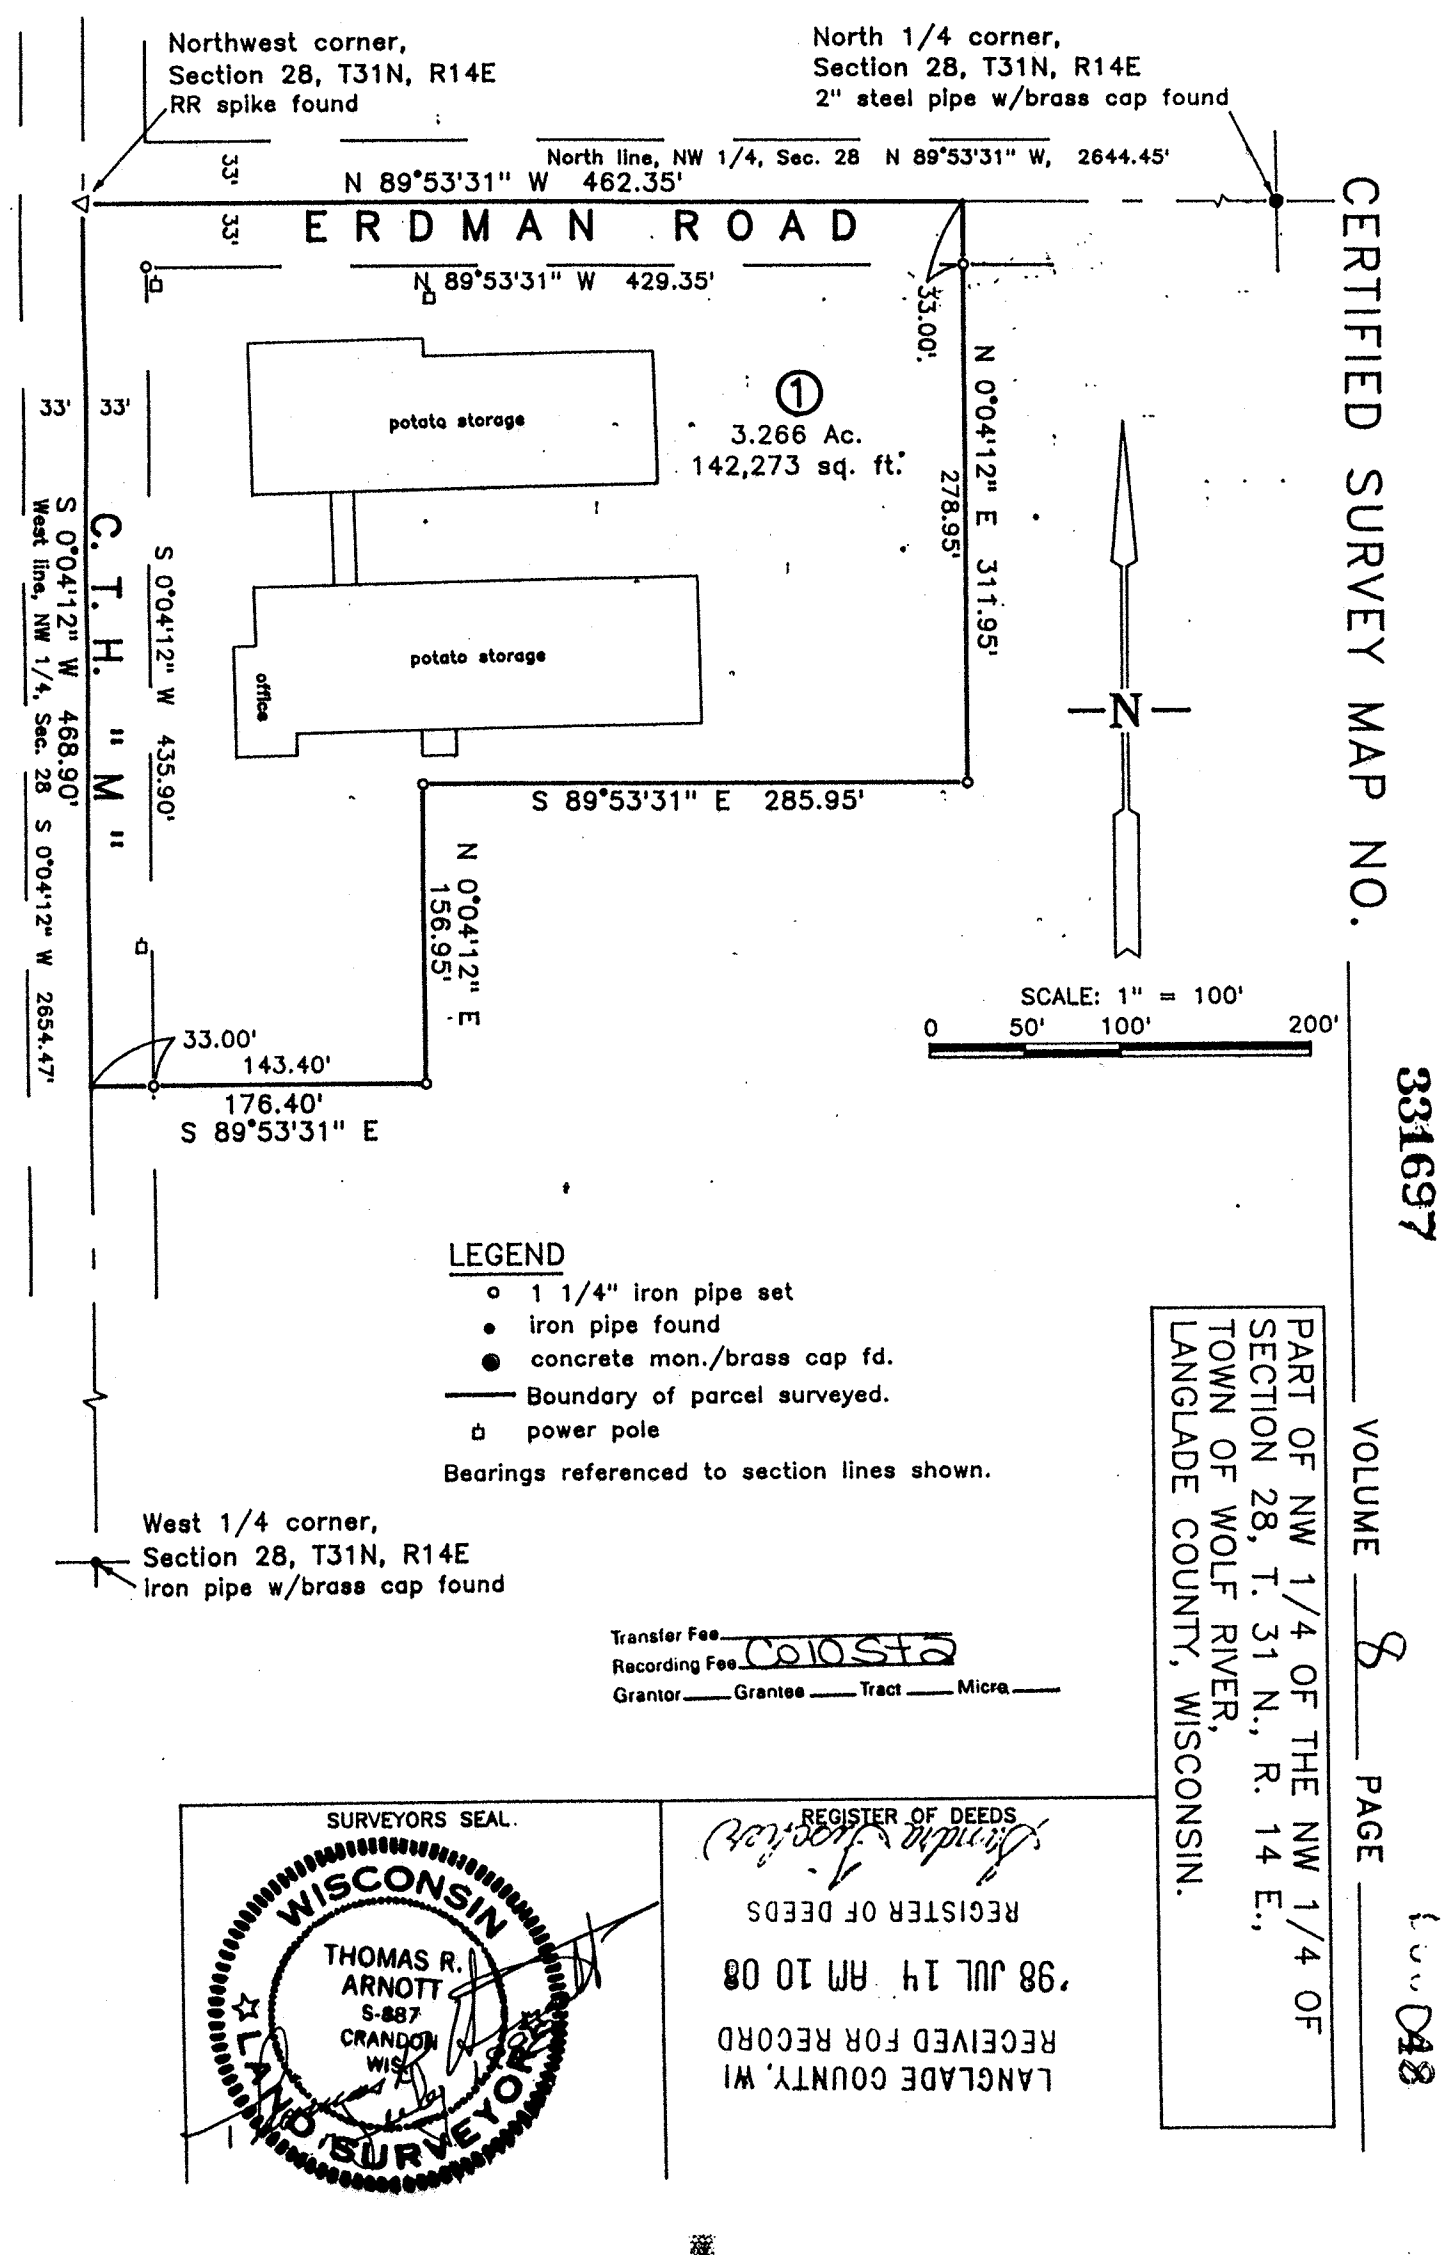 Northwest corner,
Section 28, T31N, R14E
RR spike found
North 1/4 corner,
Section 28, T31N, R14E
2" steel pipe w/brass cap found
North line, NW 1/4, Sec. 28 N 89°53'31" W, 2644.45'
33'
N 89°53'31" W 462.35'
33'
ERDMAN ROAD
N 89°53'31" W 429.35'
33.00'
N 0°04'12" E 311.95'
278.95'
1
3.266 Ac.
142,273 sq. ft.
potato storage
potato storage
office
33' 33'
C. T. H. "M"
S 0°04'12" W 435.90'
S 0°04'12" W 468.90'
West line, NW 1/4, Sec. 28 S 0°04'12" W 2654.47'
S 89°53'31" E 285.95'
N 0°04'12" E
156.95'
33.00'
143.40'
176.40'
S 89°53'31" E
N
SCALE: 1" = 100'
0 50' 100' 200'
CERTIFIED SURVEY MAP NO. 331697 VOLUME 8 PAGE
PART OF NW 1/4 OF THE NW 1/4 OF
SECTION 28, T. 31 N., R. 14 E.,
TOWN OF WOLF RIVER,
LANGLADE COUNTY, WISCONSIN.
LEGEND
1 1/4" iron pipe set
iron pipe found
concrete mon./brass cap fd.
Boundary of parcel surveyed.
power pole
Bearings referenced to section lines shown.
West 1/4 corner,
Section 28, T31N, R14E
iron pipe w/brass cap found
Transfer Fee
Recording Fee
Grantor Grantee Tract Micro
SURVEYORS SEAL
WISCONSIN
THOMAS R.
ARNOTT
S-887
CRANDON
WIS.
LAND SURVEYOR
REGISTER OF DEEDS
LANGLADE COUNTY, WI
RECEIVED FOR RECORD
'98 JUL 14 AM 10 08
REGISTER OF DEEDS